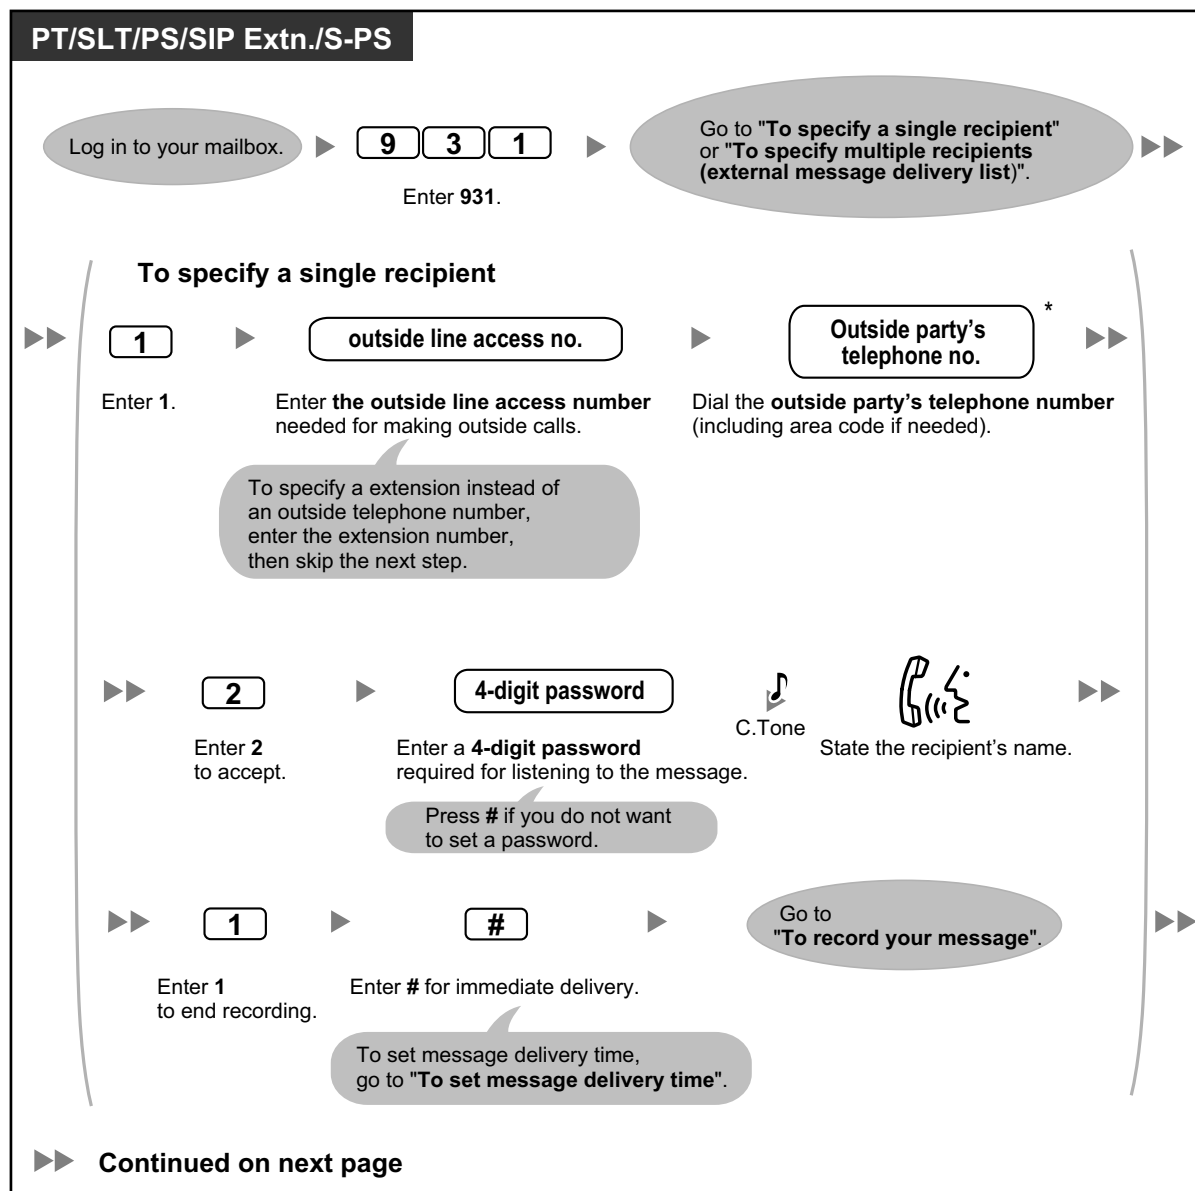 PT/SLT/PS/SIP Extn./S-PS
Log in to your mailbox.
9 3 1
Enter 931.
Go to "To specify a single recipient"
or "To specify multiple recipients
(external message delivery list)".
To specify a single recipient
1
outside line access no.
Outside party's
telephone no.
*
Enter 1.
Enter the outside line access number
needed for making outside calls.
Dial the outside party's telephone number
(including area code if needed).
To specify a extension instead of
an outside telephone number,
enter the extension number,
then skip the next step.
2
4-digit password
C.Tone
Enter 2
to accept.
Enter a 4-digit password
required for listening to the message.
State the recipient's name.
Press # if you do not want
to set a password.
1
#
Go to
"To record your message".
Enter 1
to end recording.
Enter # for immediate delivery.
To set message delivery time,
go to "To set message delivery time".
Continued on next page